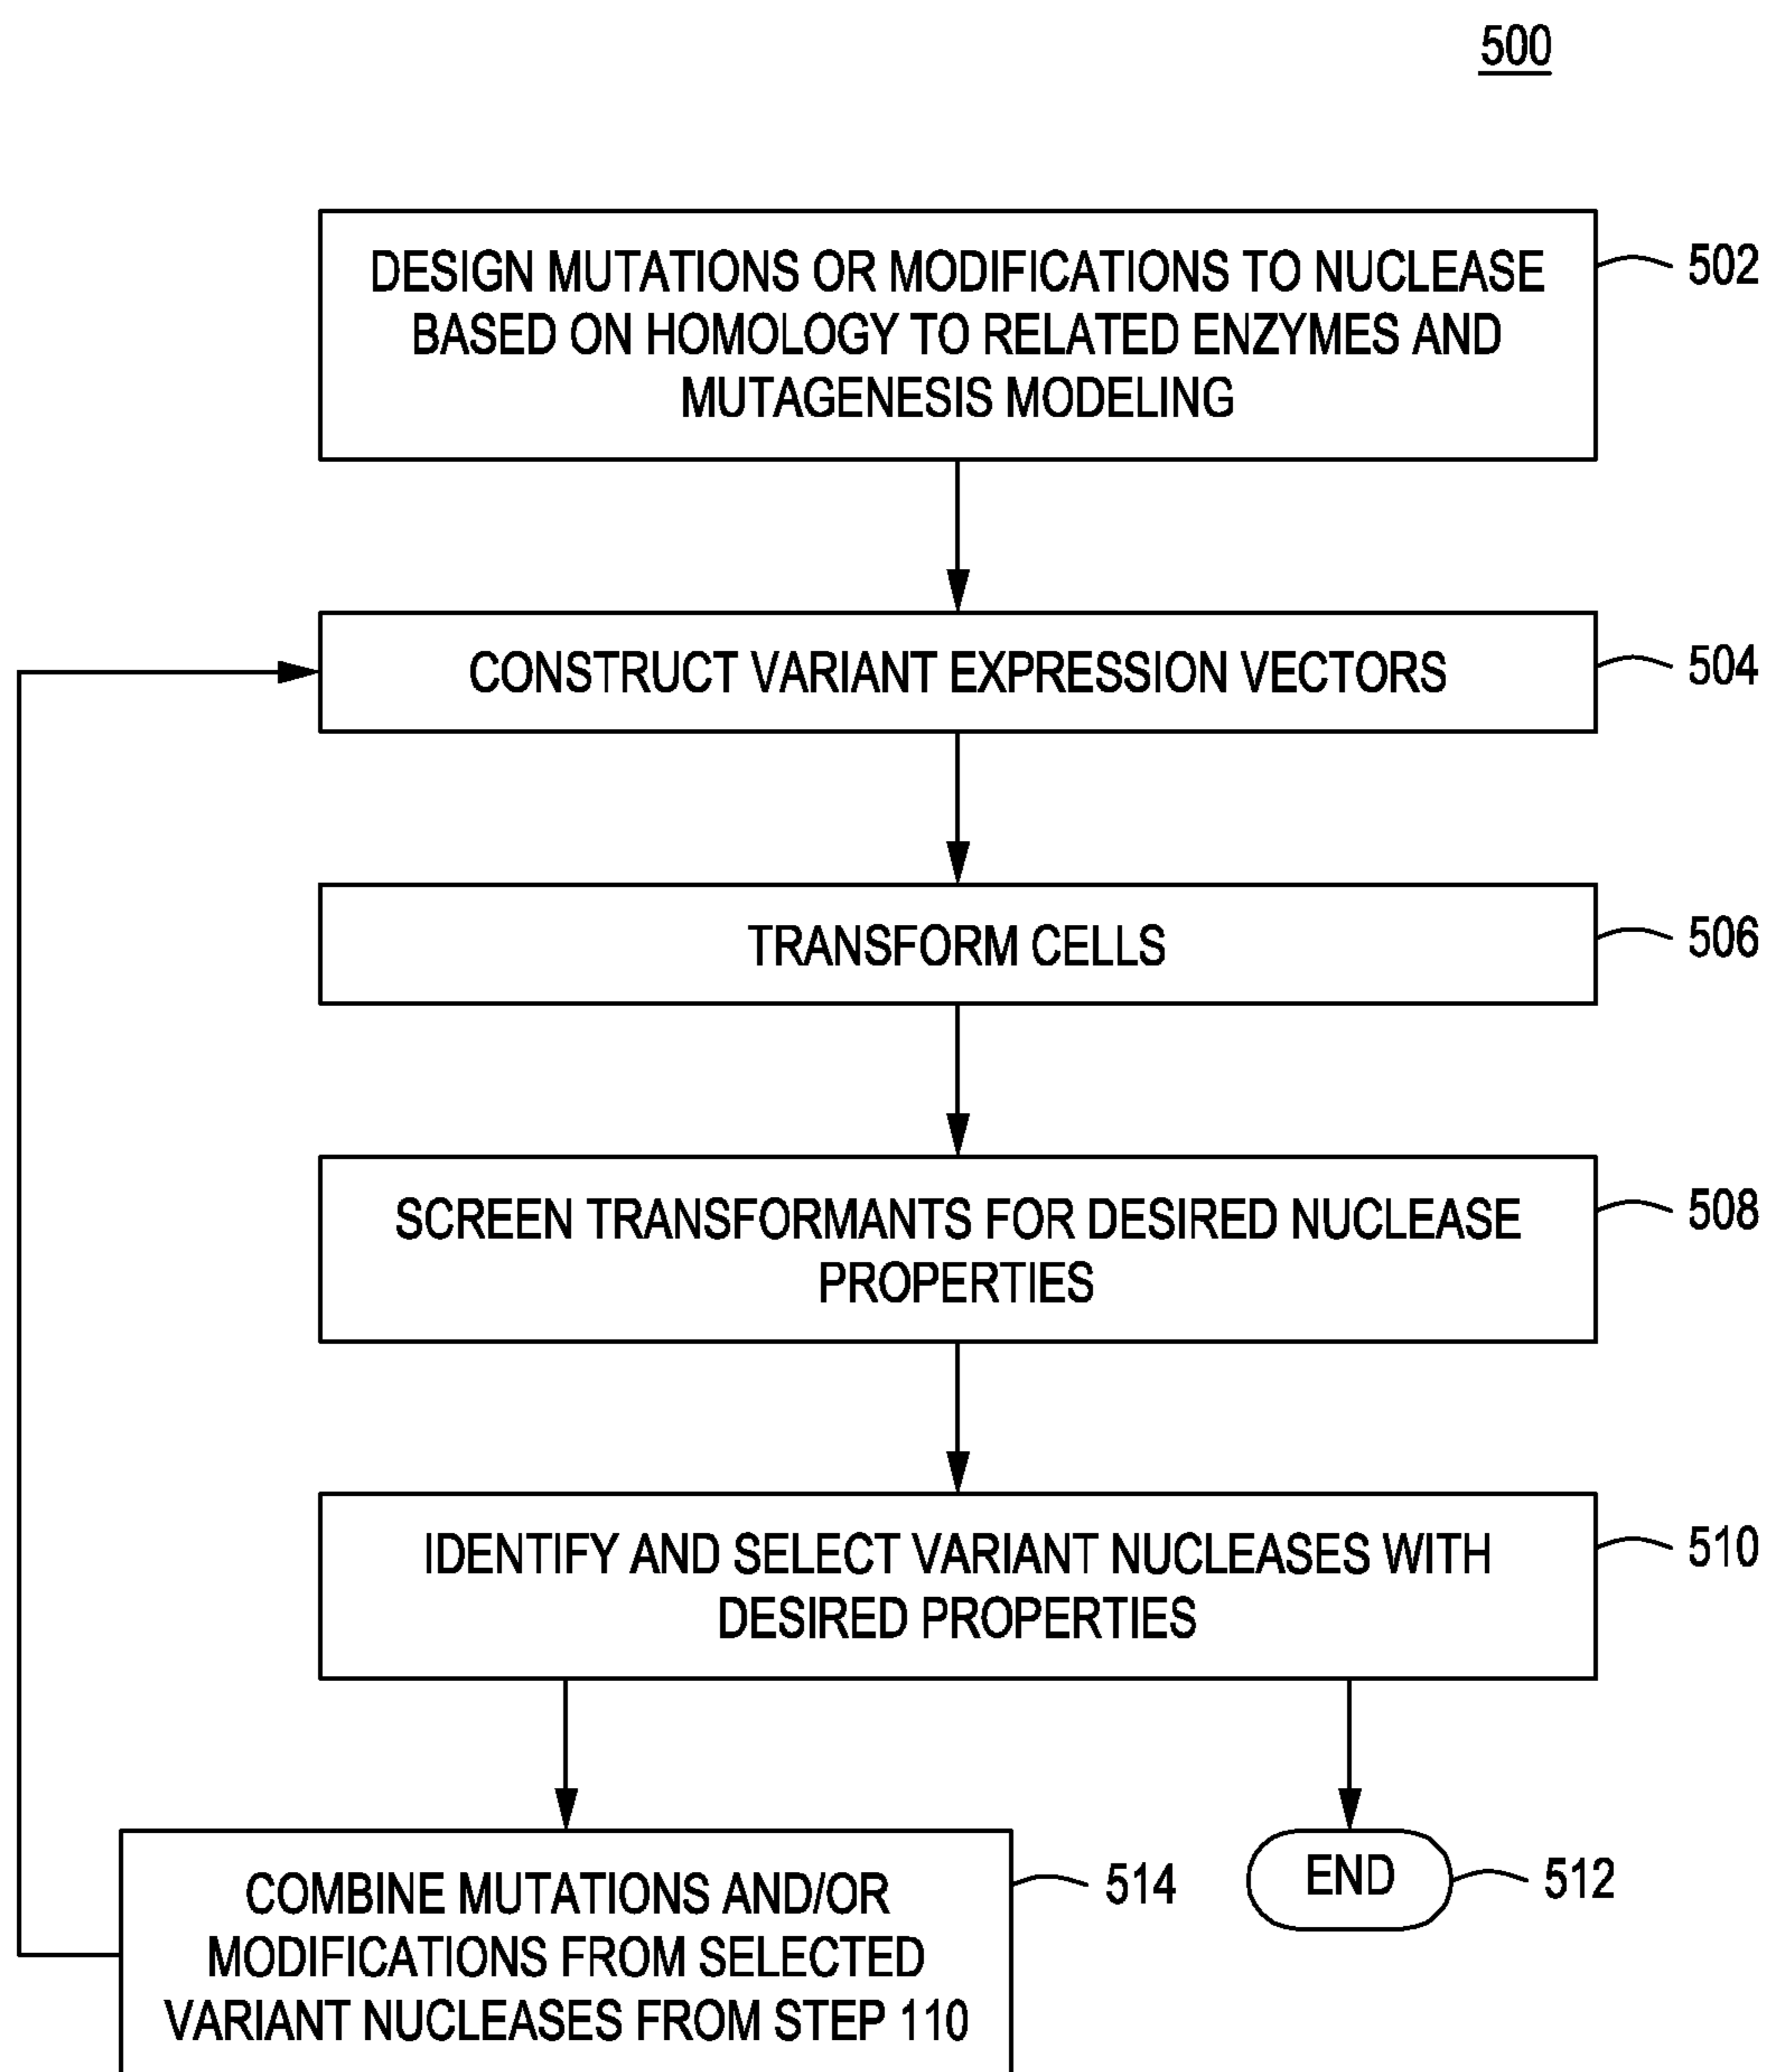 500
DESIGN MUTATIONS OR MODIFICATIONS TO NUCLEASE
BASED ON HOMOLOGY TO RELATED ENZYMES AND
MUTAGENESIS MODELING
502
CONSTRUCT VARIANT EXPRESSION VECTORS
504
TRANSFORM CELLS
506
SCREEN TRANSFORMANTS FOR DESIRED NUCLEASE
PROPERTIES
508
IDENTIFY AND SELECT VARIANT NUCLEASES WITH
DESIRED PROPERTIES
510
COMBINE MUTATIONS AND/OR
MODIFICATIONS FROM SELECTED
VARIANT NUCLEASES FROM STEP 110
514
END
512